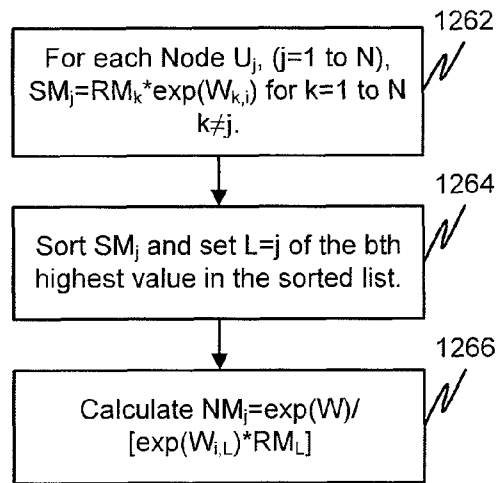 1262
For each Node Uj, (j=1 to N),
SMj=RMk*exp(Wk,i) for k=1 to N
k≠j.
1264
Sort SMj and set L=j of the bth
highest value in the sorted list.
1266
Calculate NMj=exp(W)/
[exp(Wi,L)*RML]